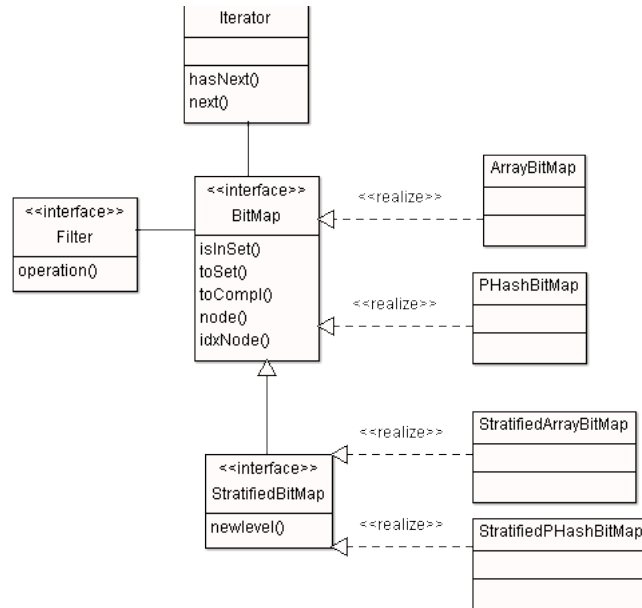 Iterator
hasNext()
next()
<<interface>>
BitMap
isInSet()
toSet()
toCompl()
node()
idxNode()
<<interface>>
Filter
operation()
<<realize>>
ArrayBitMap
<<realize>>
PHashBitMap
<<interface>>
StratifiedBitMap
newlevel()
<<realize>>
StratifiedArrayBitMap
<<realize>>
StratifiedPHashBitMap